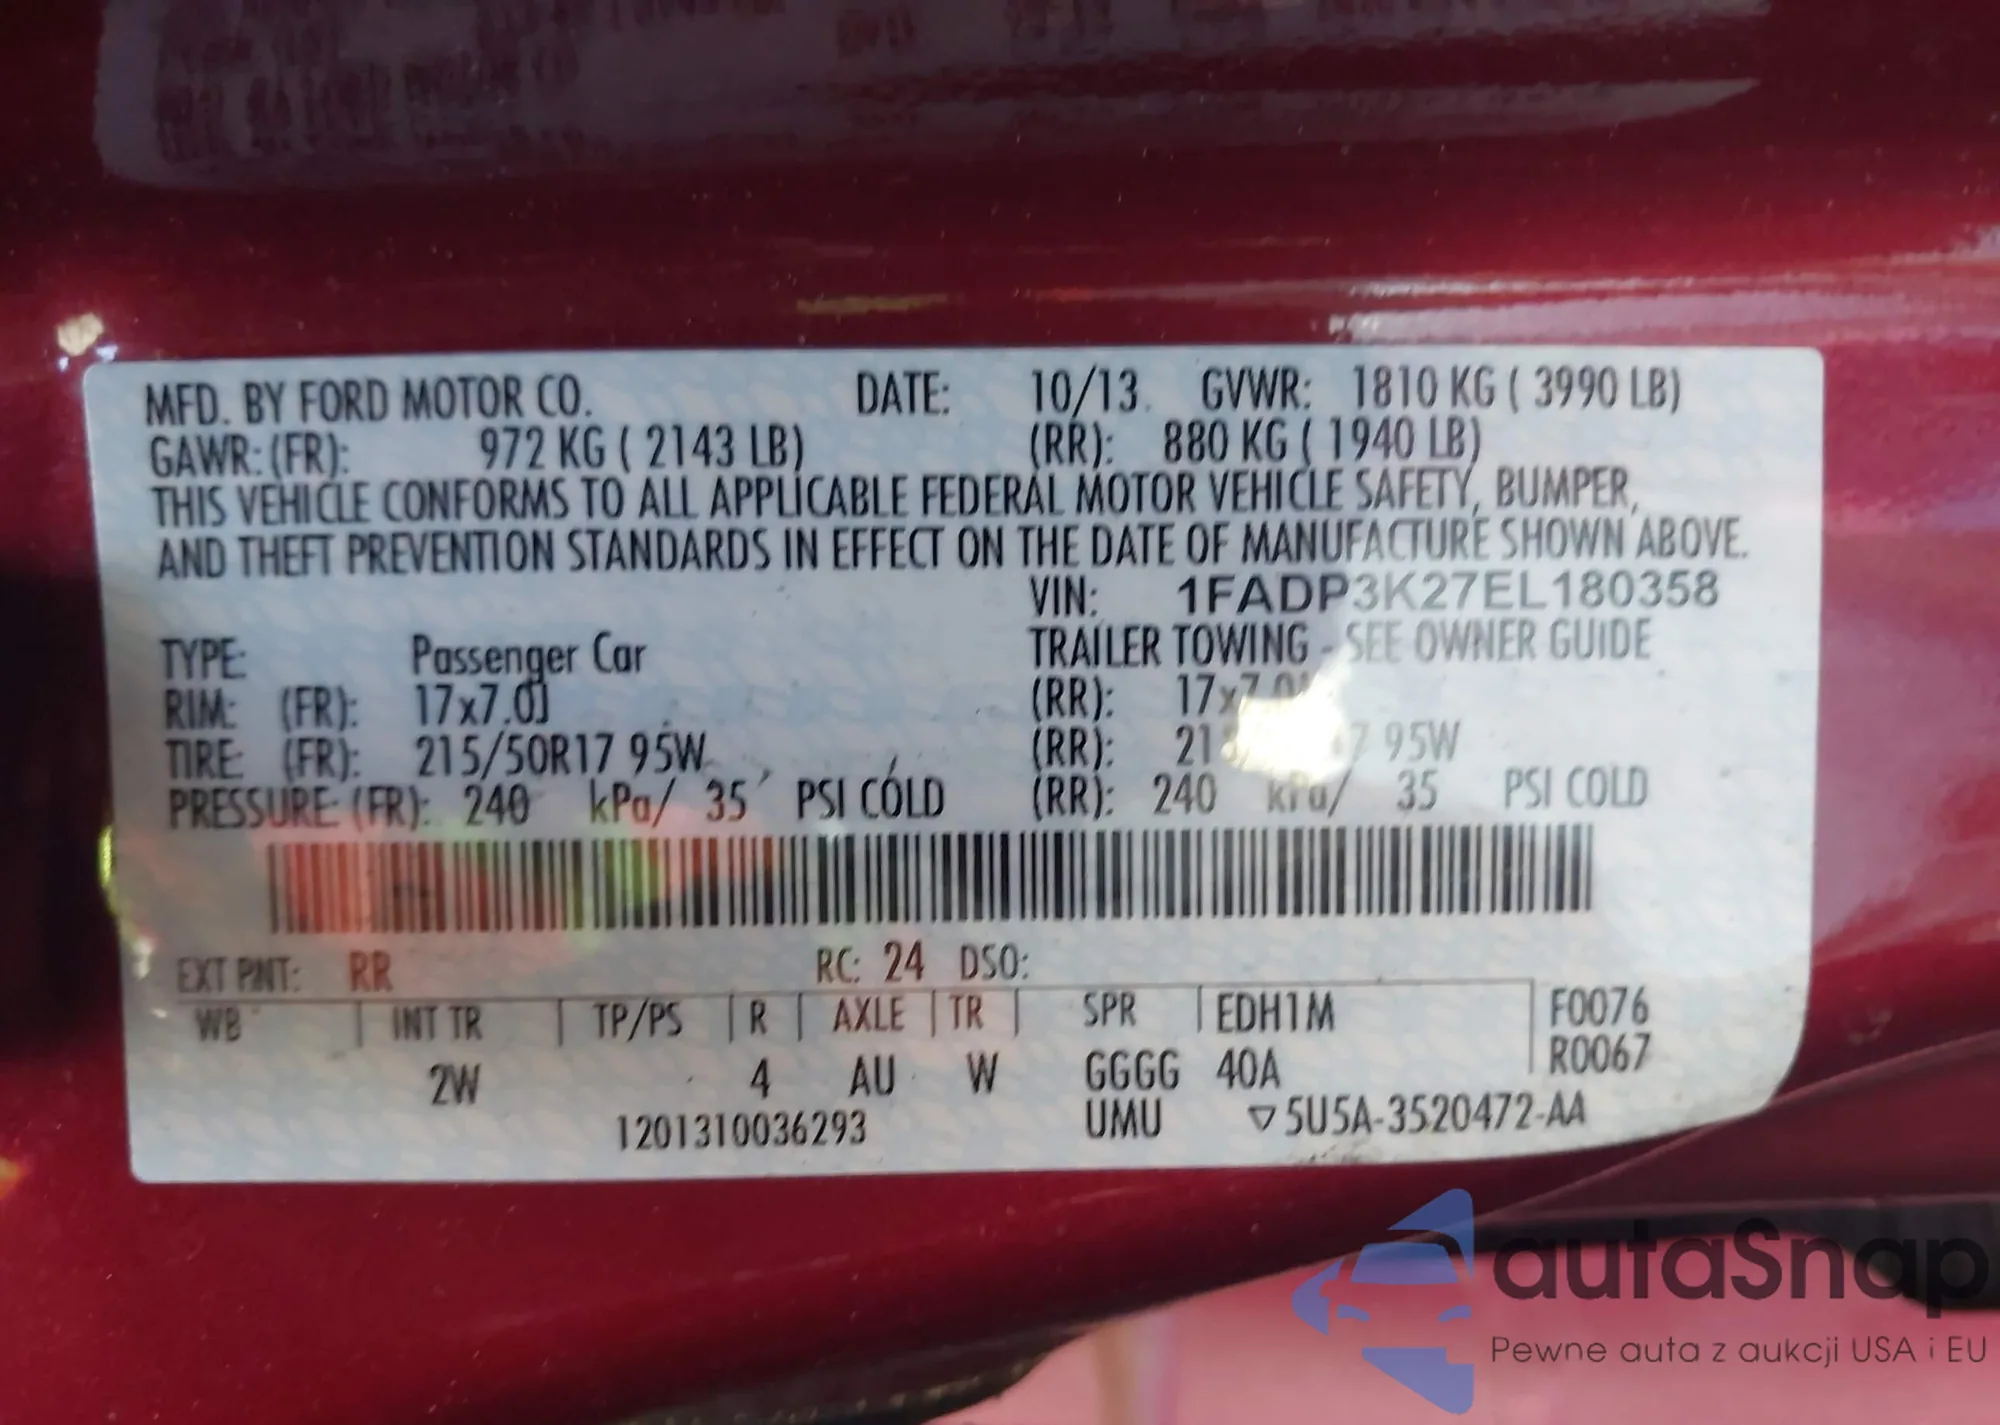 MFD. BY FORD MOTOR CO. DATE: 10/13 GVWR: 1810 KG ( 3990 LB)
GAWR: (FR): 972 KG ( 2143 LB) (RR): 880 KG ( 1940 LB)
THIS VEHICLE CONFORMS TO ALL APPLICABLE FEDERAL MOTOR VEHICLE SAFETY, BUMPER,
AND THEFT PREVENTION STANDARDS IN EFFECT ON THE DATE OF MANUFACTURE SHOWN ABOVE.
VIN: 1FADP3K27EL180358
TYPE: Passenger Car TRAILER TOWING - SEE OWNER GUIDE
RIM: (FR): 17x7.0J (RR):
TIRE: (FR): 215/50R17 95W (RR): 95W
PRESSURE: (FR): 240 kPa/ 35 PSI COLD (RR): 240 kPa/ 35 PSI COLD
EXT PNT: RR RC: 24 DSO:
WB | INT TR | TP/PS | R | AXLE | TR | SPR | EDH1M F0076
2W 4 AU W GGGG 40A R0067
1201310036293 UMU ▽5U5A-3520472-AA
autaSnap
Pewne auta z aukcji USA i EU